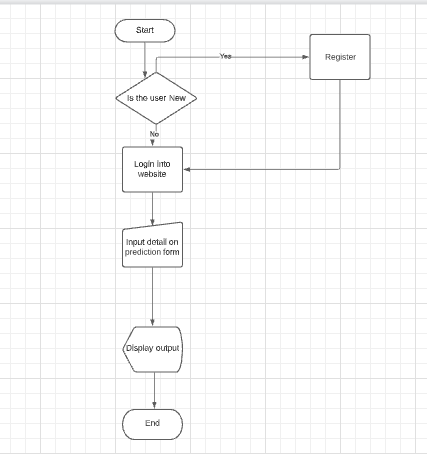 Start
Yes
Register
Is the user New
No
Login into
website
Input detail on
prediction form
Display output
End